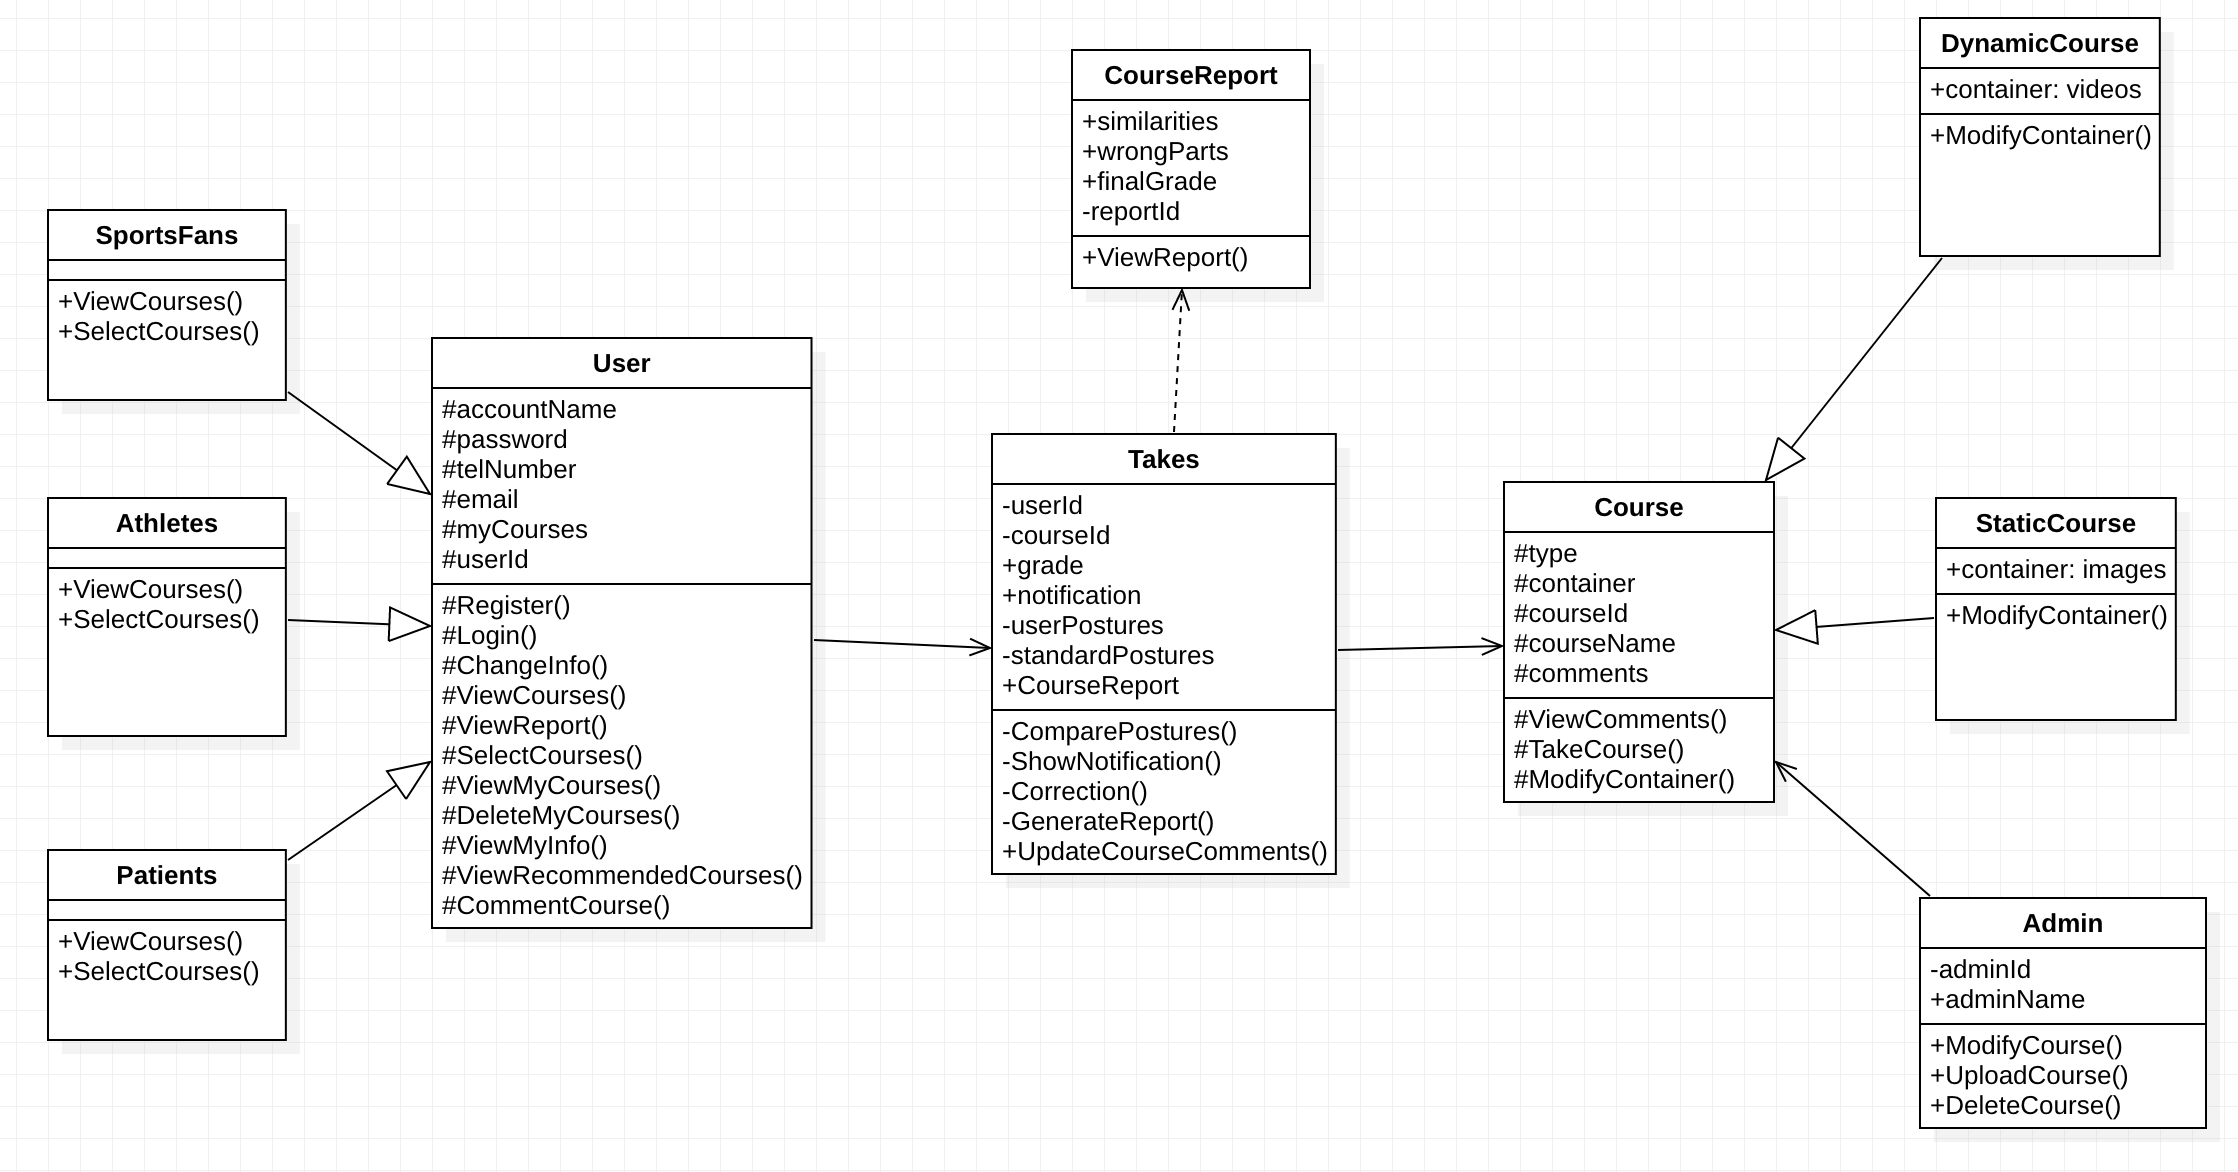 SportsFans
+ViewCourses()
+SelectCourses()
Athletes
+ViewCourses()
+SelectCourses()
Patients
+ViewCourses()
+SelectCourses()
User
#accountName
#password
#telNumber
#email
#myCourses
#userId
#Register()
#Login()
#ChangeInfo()
#ViewCourses()
#ViewReport()
#SelectCourses()
#ViewMyCourses()
#DeleteMyCourses()
#ViewMyInfo()
#ViewRecommendedCourses()
#CommentCourse()
CourseReport
+similarities
+wrongParts
+finalGrade
-reportId
+ViewReport()
Takes
-userId
-courseId
+grade
+notification
-userPostures
-standardPostures
+CourseReport
-ComparePostures()
-ShowNotification()
-Correction()
-GenerateReport()
+UpdateCourseComments()
Course
#type
#container
#courseId
#courseName
#comments
#ViewComments()
#TakeCourse()
#ModifyContainer()
DynamicCourse
+container: videos
+ModifyContainer()
StaticCourse
+container: images
+ModifyContainer()
Admin
-adminId
+adminName
+ModifyCourse()
+UploadCourse()
+DeleteCourse()